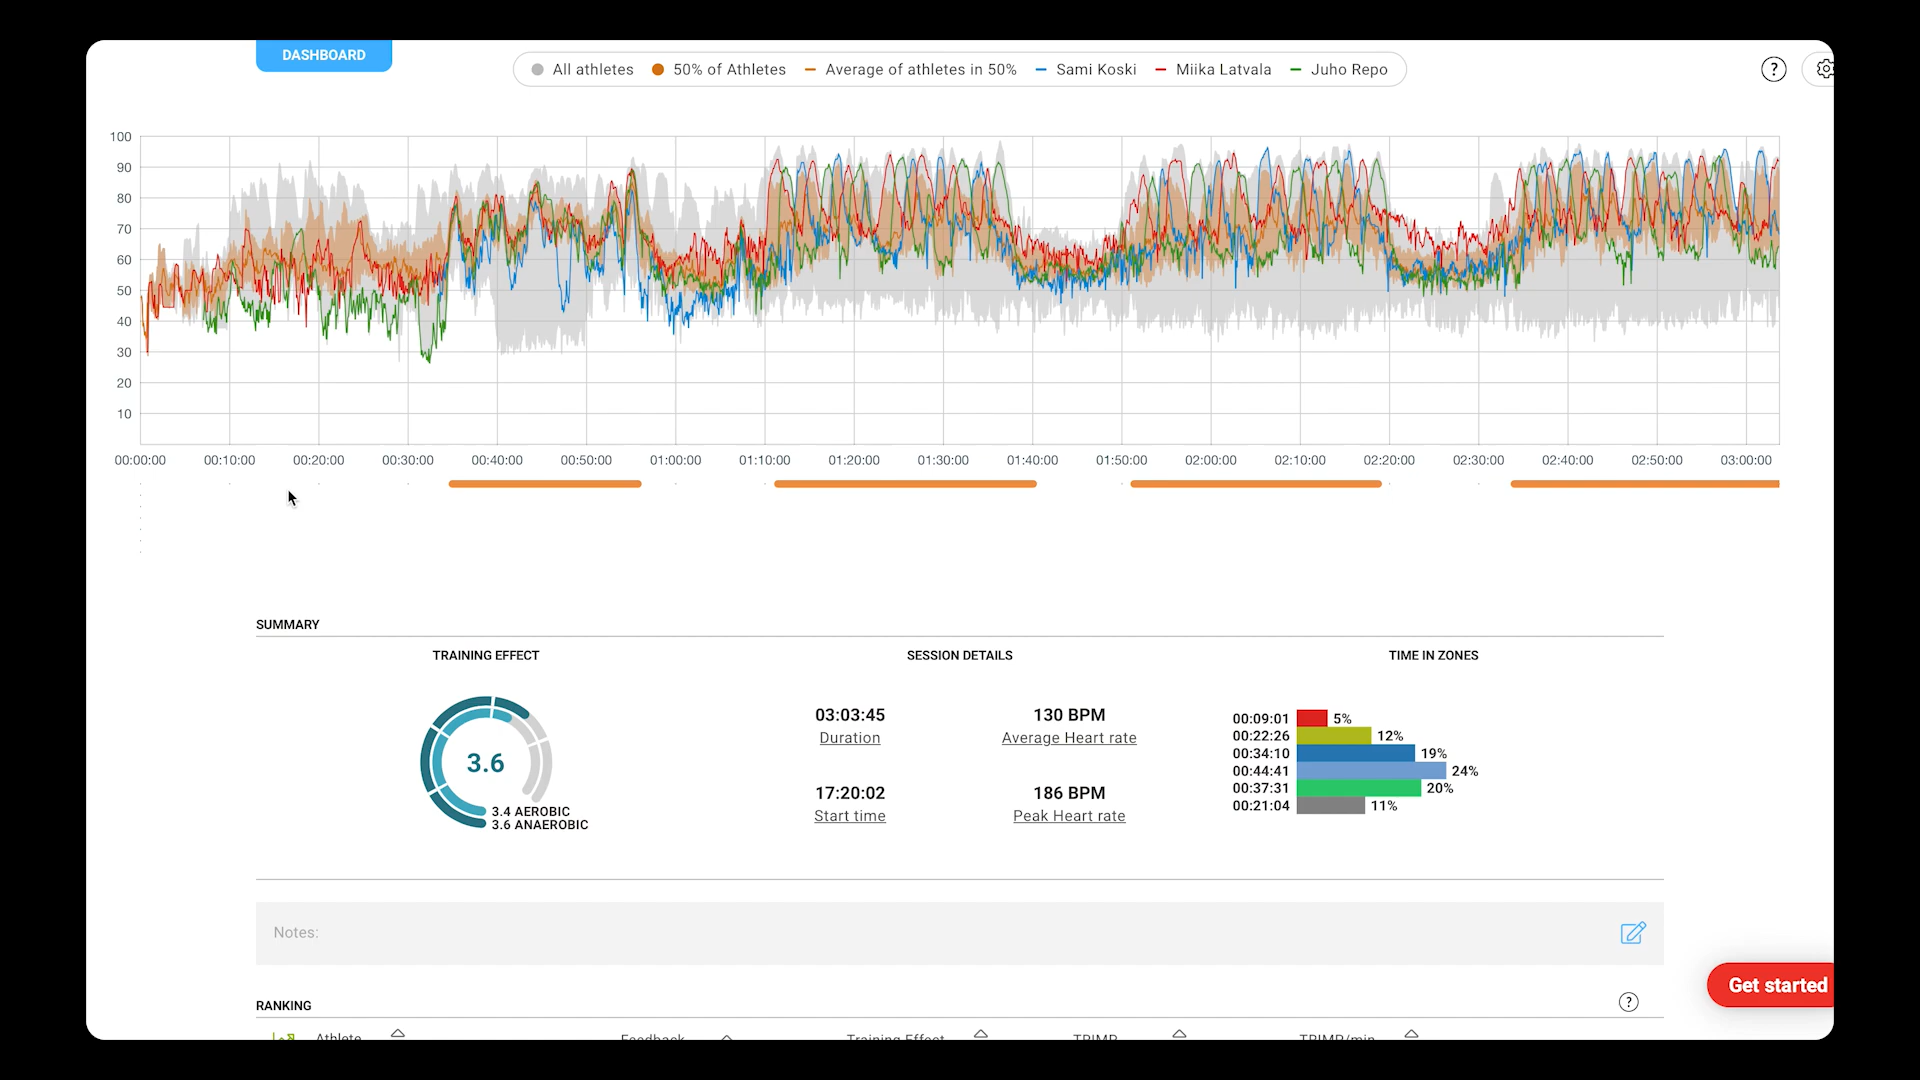 DASHBOARD
All athletes 50% of Athletes Average of athletes in 50% Sami Koski Miika Latvala Juho Repo
?
100
90
80
70
60
50
40
30
20
10
00:00:00 00:10:00 00:20:00 00:30:00 00:40:00 00:50:00 01:00:00 01:10:00 01:20:00 01:30:00 01:40:00 01:50:00 02:00:00 02:10:00 02:20:00 02:30:00 02:40:00 02:50:00 03:00:00
SUMMARY
TRAINING EFFECT
3.6
3.4 AEROBIC
3.6 ANAEROBIC
SESSION DETAILS
03:03:45
Duration
130 BPM
Average Heart rate
17:20:02
Start time
186 BPM
Peak Heart rate
TIME IN ZONES
00:09:01 5%
00:22:26 12%
00:34:10 19%
00:44:41 24%
00:37:31 20%
00:21:04 11%
Notes:
Get started
RANKING
?
Athlete Feedback Training Effect TRIMP TRIMP/min